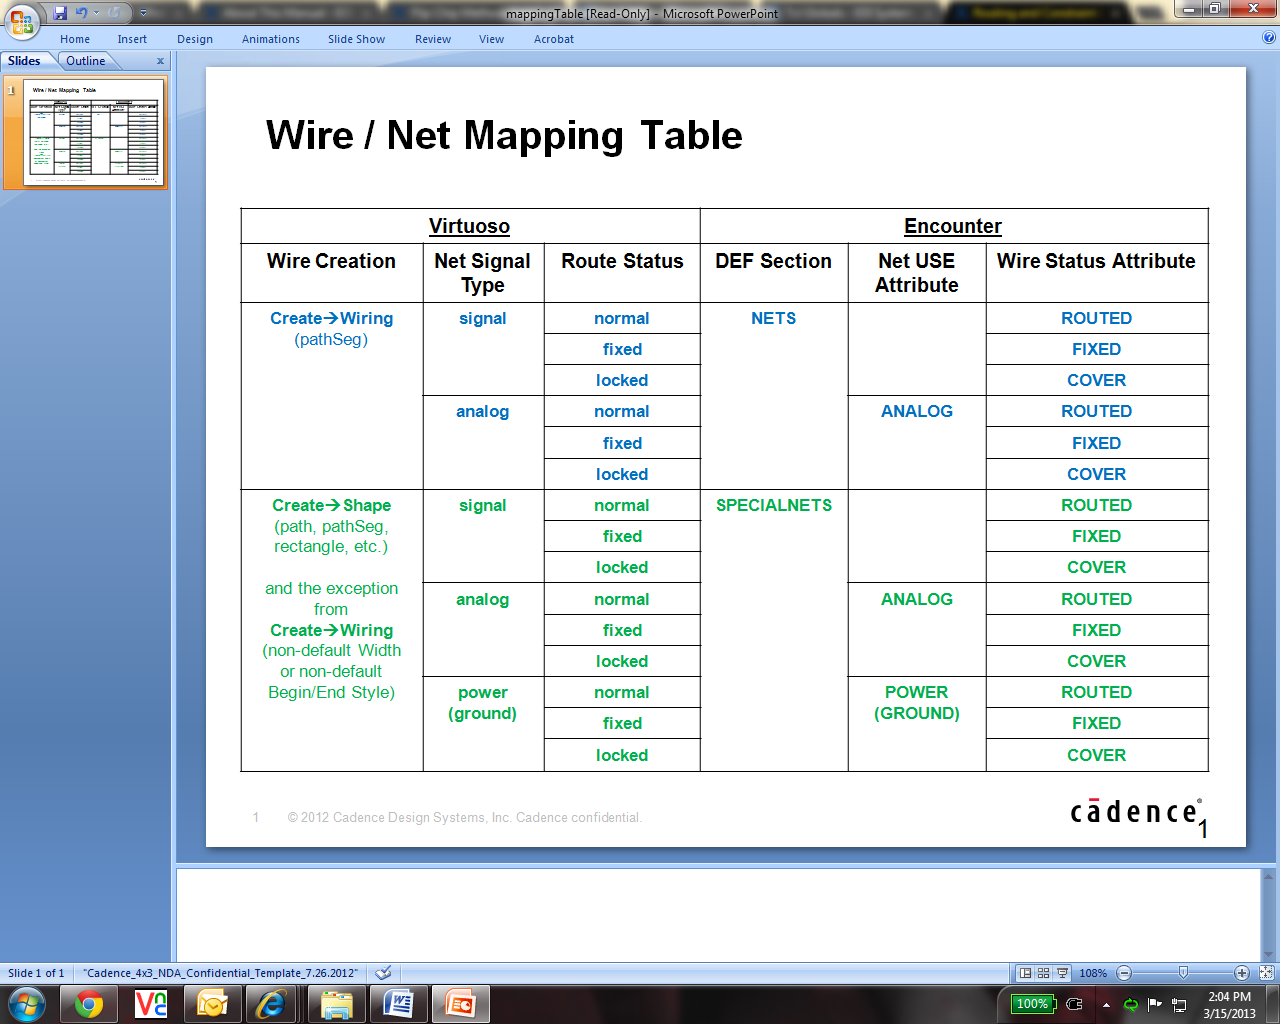 mappingTable [Read-Only] - Microsoft PowerPoint
Home Insert Design Animations Slide Show Review View Acrobat
Slides Outline x
1
Wire / Net Mapping Table
Wire / Net Mapping Table
Virtuoso Encounter
Wire Creation Net Signal Type Route Status DEF Section Net USE Attribute Wire Status Attribute
Create→Wiring signal normal NETS ROUTED
(pathSeg) fixed FIXED
locked COVER
analog normal ANALOG ROUTED
fixed FIXED
locked COVER
Create→Shape signal normal SPECIALNETS ROUTED
(path, pathSeg, fixed FIXED
rectangle, etc.)
locked COVER
and the exception analog normal ANALOG ROUTED
from
Create→Wiring fixed FIXED
(non-default Width
or non-default locked COVER
Begin/End Style) power normal POWER ROUTED
(ground) fixed (GROUND) FIXED
locked COVER
1 © 2012 Cadence Design Systems, Inc. Cadence confidential.
cadence
1
Slide 1 of 1 "Cadence_4x3_NDA_Confidential_Template_7.26.2012" 108%
100% 2:04 PM
3/15/2013